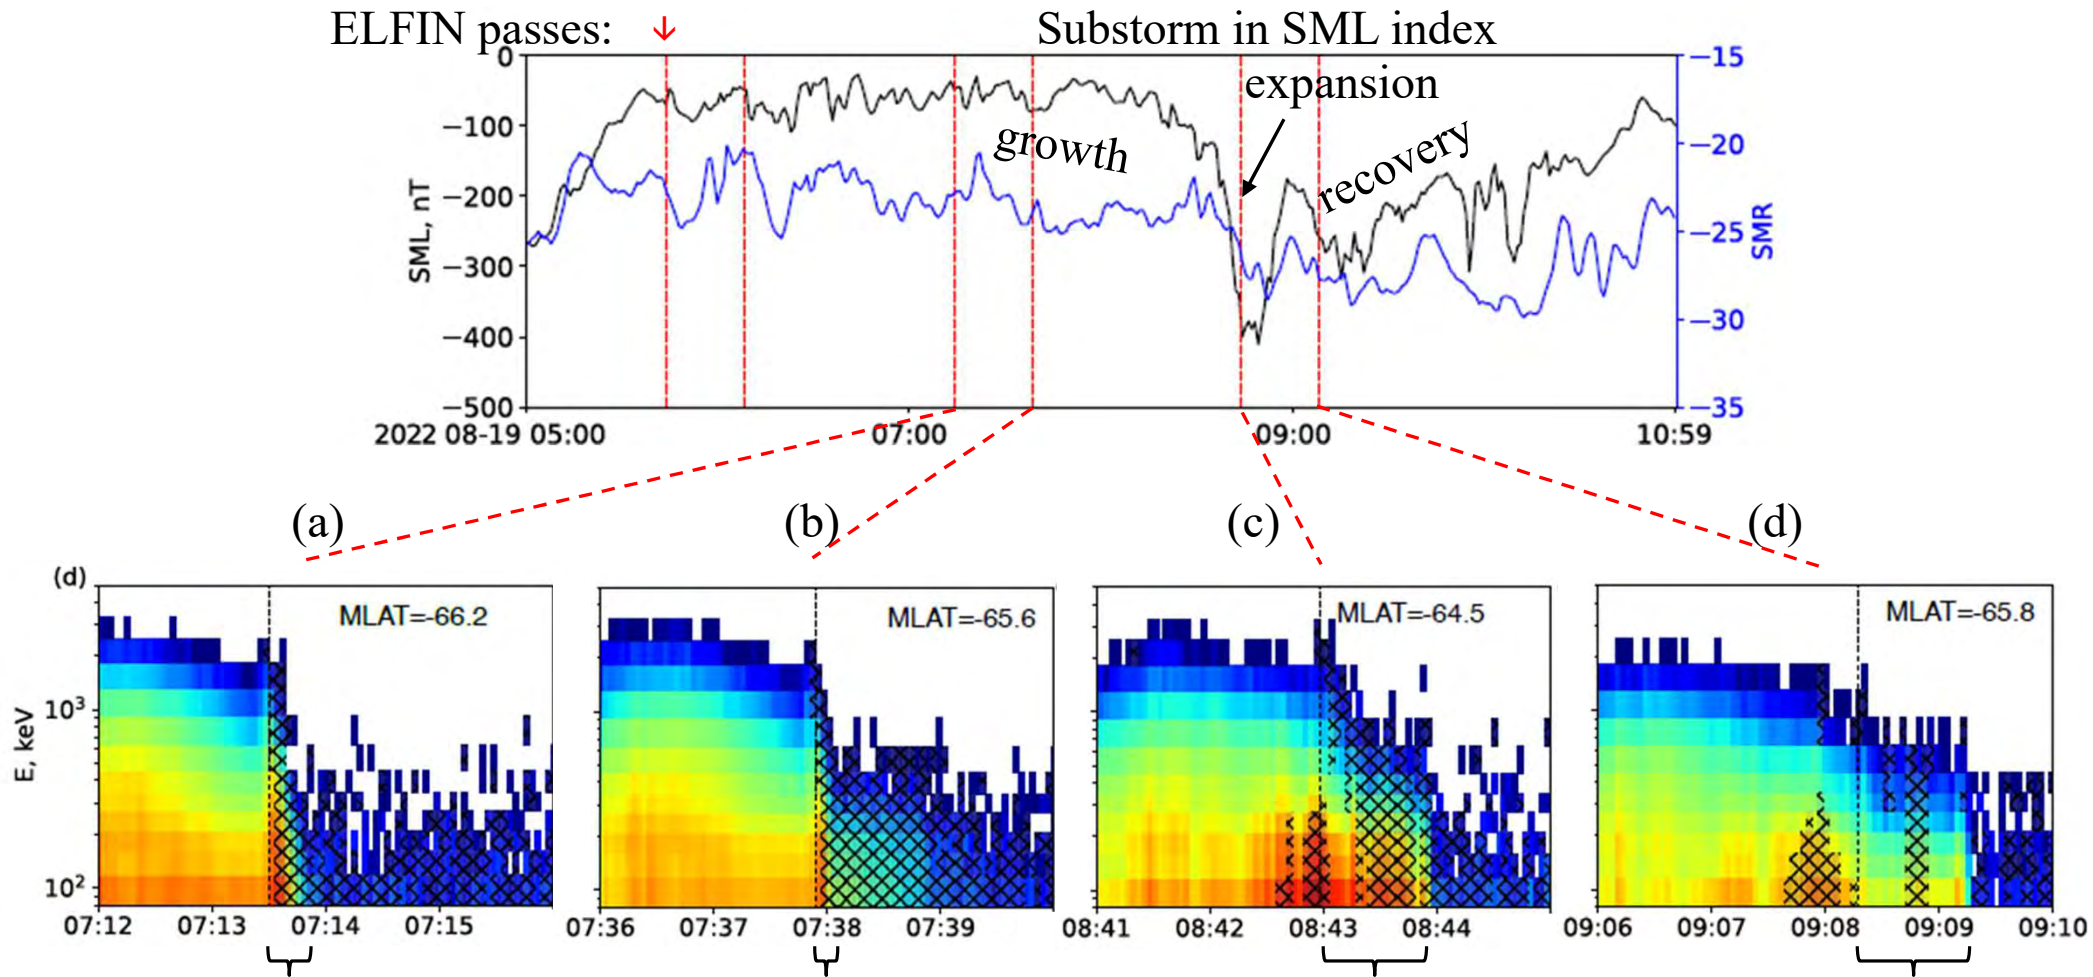 ELFIN passes: ↓ Substorm in SML index
0 −15
expansion
−100 −20
growth recovery
−200
SML, nT −25 SMR
−300
−400 −30
−500 −35
2022 08-19 05:00 07:00 09:00 10:59
(a) (b) (c) (d)
(d)
MLAT=-66.2 MLAT=-65.6 MLAT=-64.5 MLAT=-65.8
E, keV
10³
10²
07:12 07:13 07:14 07:15 07:36 07:37 07:38 07:39 08:41 08:42 08:43 08:44 09:06 09:07 09:08 09:09 09:10